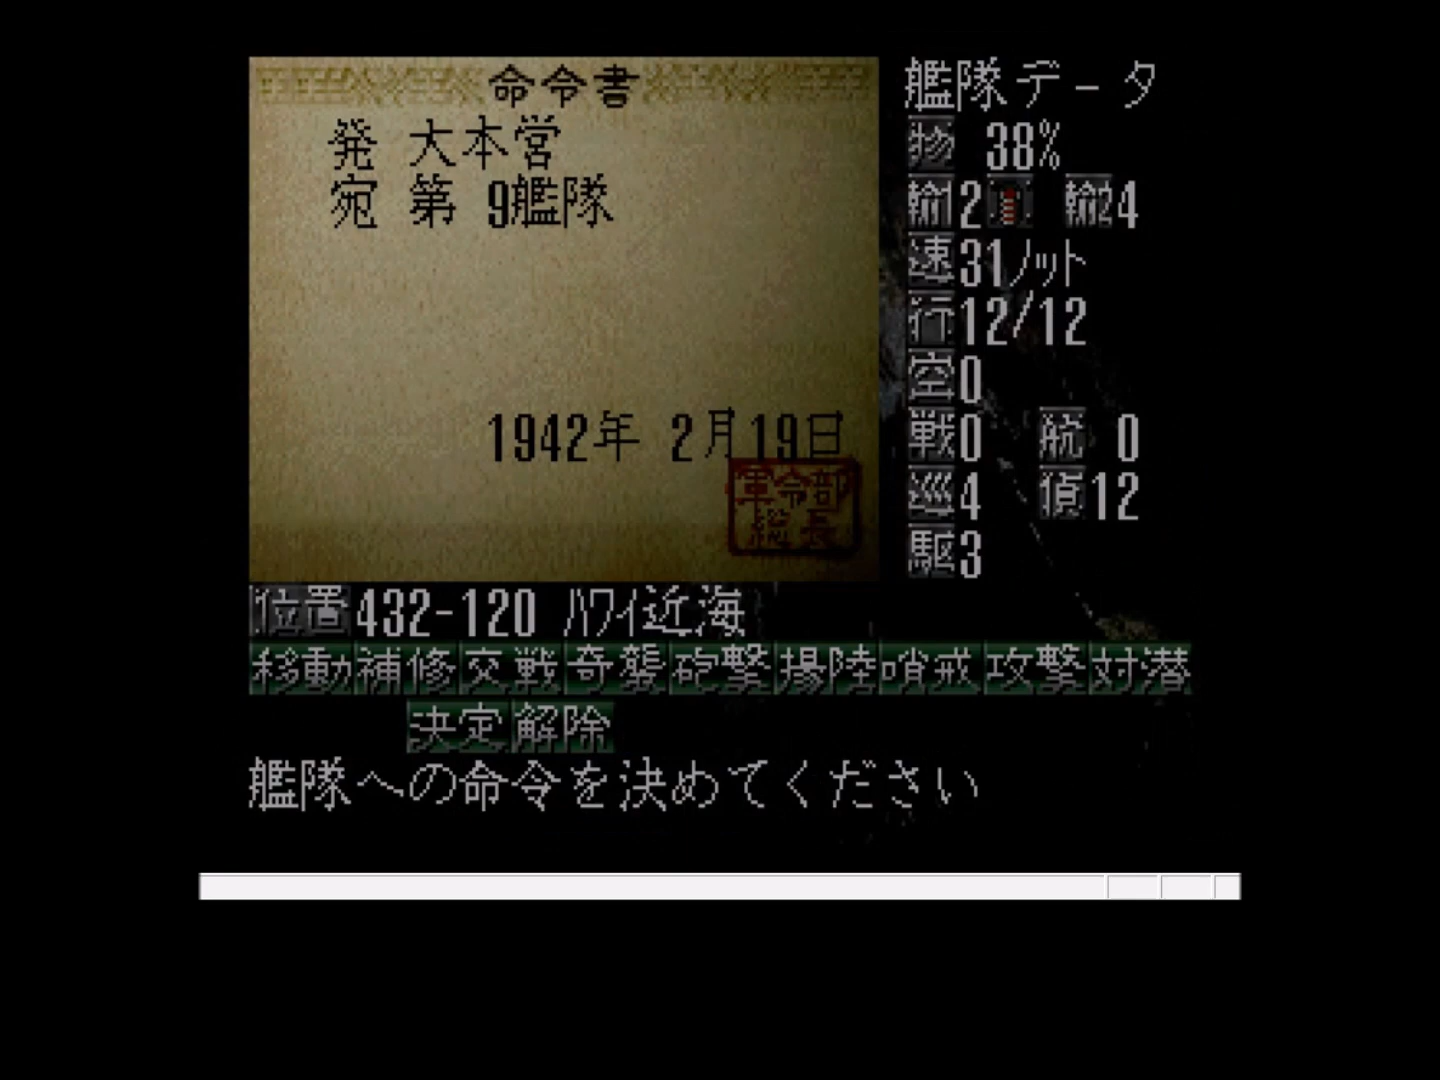 命令書
発 大本営
宛 第 9艦隊
1942年 2月19日
軍令部
総長
艦隊データ
物 38%
輸1 2 輸2 4
速 31ノット
行 12/12
空 0
戦 0 航 0
巡 4 偵 12
駆 3
位置 432-120 ハワイ近海
移動 補修 交戦 奇襲 砲撃 揚陸 哨戒 攻撃 対潜
決定 解除
艦隊への命令を決めてください